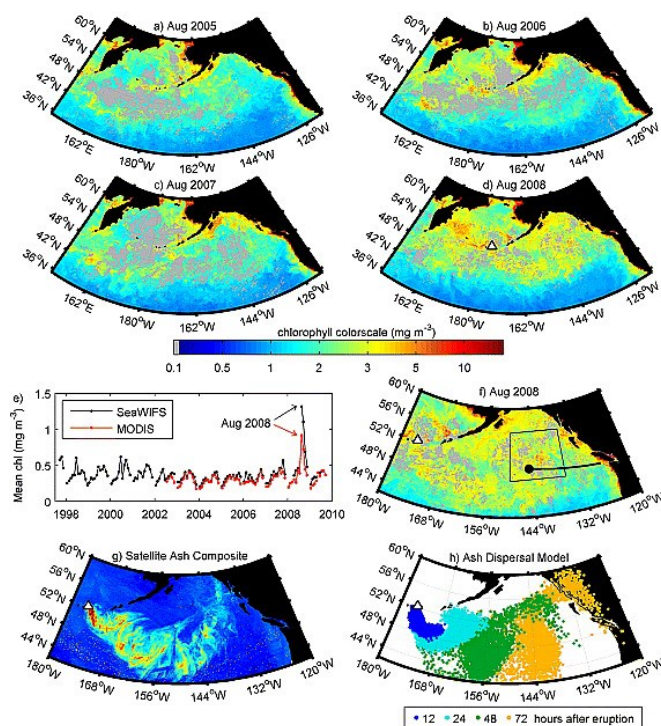 a) Aug 2005
60°N
54°N
48°N
42°N
36°N
162°E
180°W
162°W
144°W
126°W
b) Aug 2006
60°N
54°N
48°N
42°N
36°N
162°E
180°W
162°W
144°W
126°W
c) Aug 2007
60°N
54°N
48°N
42°N
36°N
162°E
180°W
162°W
144°W
126°W
d) Aug 2008
60°N
54°N
48°N
42°N
36°N
162°E
180°W
162°W
144°W
126°W
chlorophyll colorscale (mg m⁻³)
0.1 0.5 1 2 3 5 10
e)
Mean chl (mg m⁻³)
1.5
1
0.5
0
SeaWIFS
MODIS
Aug 2008
1998 2000 2002 2004 2006 2008 2010
f) Aug 2008
60°N
56°N
52°N
48°N
44°N
180°W
168°W
156°W
144°W
132°W
120°W
g) Satellite Ash Composite
60°N
56°N
52°N
48°N
44°N
180°W
168°W
156°W
144°W
132°W
120°W
h) Ash Dispersal Model
60°N
56°N
52°N
48°N
44°N
180°W
168°W
156°W
144°W
132°W
120°W
12 24 48 72 hours after eruption